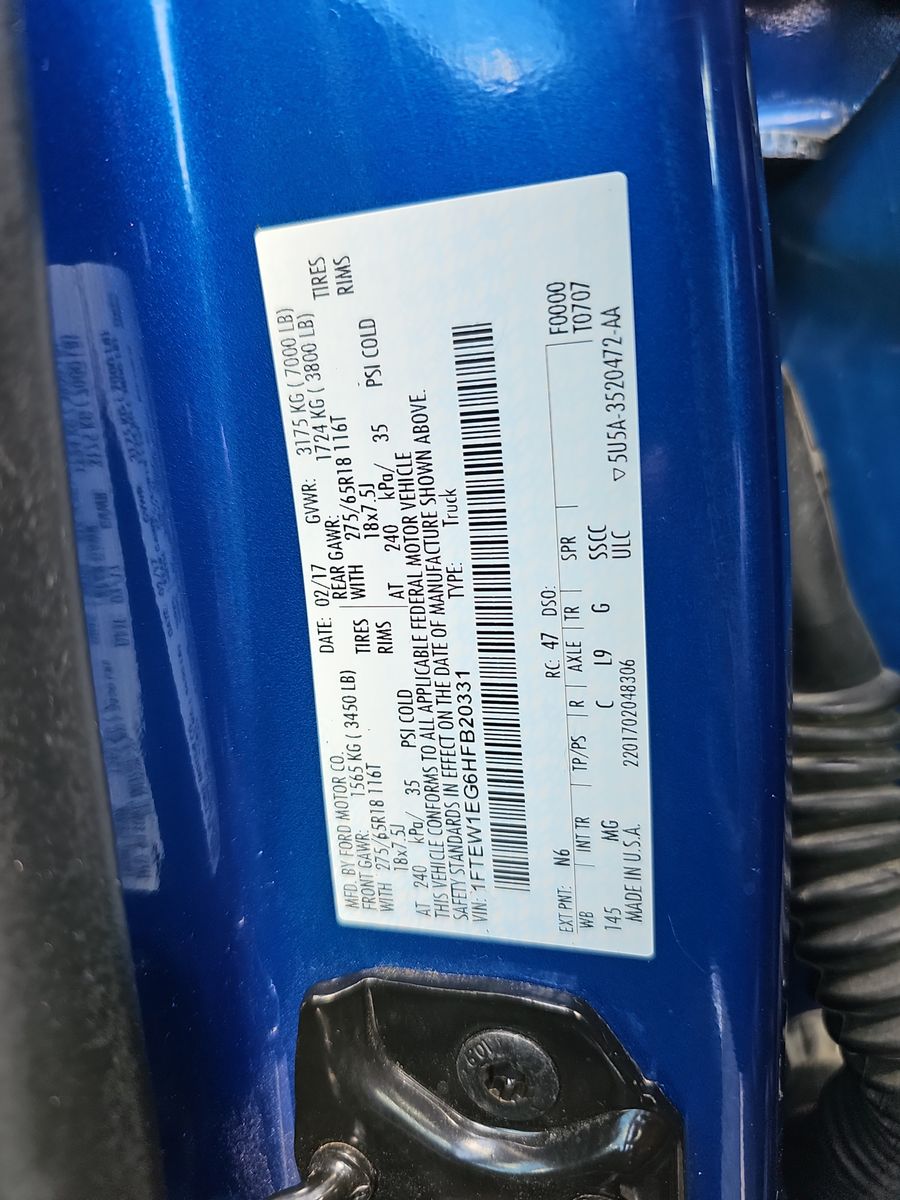 MFD. BY FORD MOTOR CO. DATE: 02/17 GVWR: 3175 KG ( 7000 LB)
FRONT GAWR: 1565 KG ( 3450 LB) REAR GAWR: 1724 KG ( 3800 LB)
WITH 275/65R18 116T TIRES WITH 275/65R18 116T TIRES
18x7.5J RIMS 18x7.5J RIMS
AT 240 kPa/ 35 PSI COLD AT 240 kPa/ 35 PSI COLD
THIS VEHICLE CONFORMS TO ALL APPLICABLE FEDERAL MOTOR VEHICLE
SAFETY STANDARDS IN EFFECT ON THE DATE OF MANUFACTURE SHOWN ABOVE.
VIN: 1FTEW1EG6HFB20331 TYPE: Truck
EXT PNT: N6 RC: 47 DSO: F0000
WB INT TR TP/PS R AXLE TR SPR T0707
145 MG C L9 G SSCC
MADE IN U.S.A. 2201702048306 ULC ▽5U5A-3520472-AA
10.9